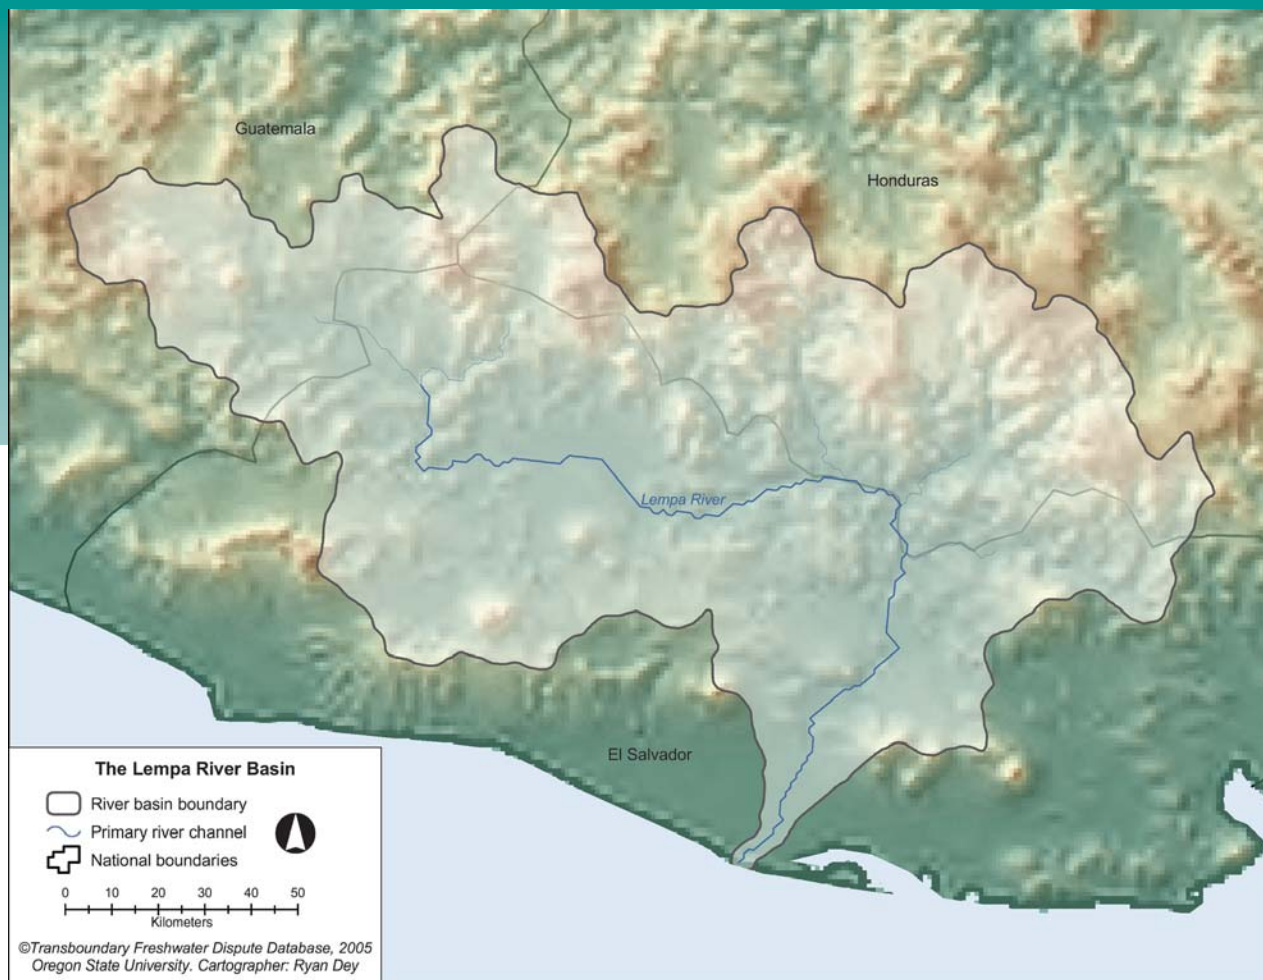 Guatemala
Honduras
Lempa River
El Salvador
The Lempa River Basin
River basin boundary
Primary river channel
National boundaries
0 10 20 30 40 50
Kilometers
©Transboundary Freshwater Dispute Database, 2005
Oregon State University. Cartographer: Ryan Dey